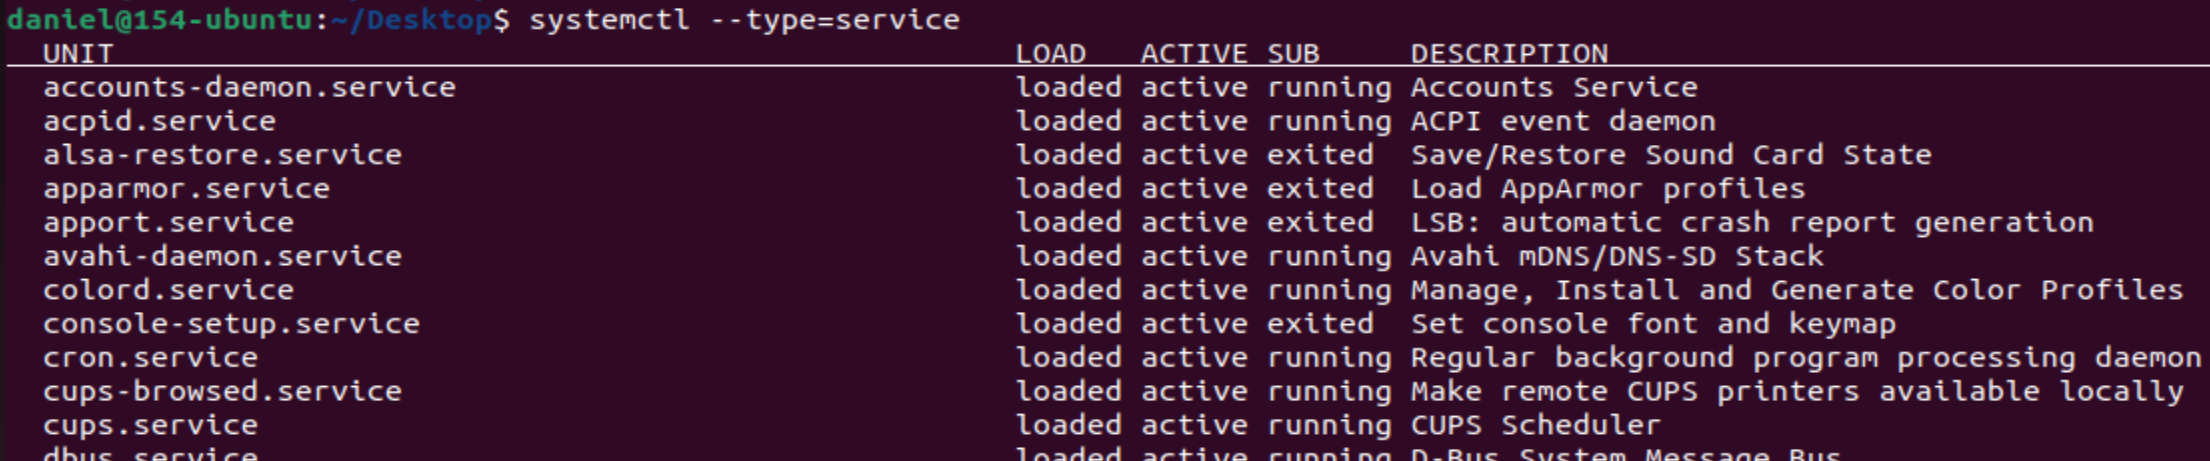 daniel@154-ubuntu:~/Desktop$ systemctl --type=service
UNIT LOAD ACTIVE SUB DESCRIPTION
accounts-daemon.service loaded active running Accounts Service
acpid.service loaded active running ACPI event daemon
alsa-restore.service loaded active exited Save/Restore Sound Card State
apparmor.service loaded active exited Load AppArmor profiles
apport.service loaded active exited LSB: automatic crash report generation
avahi-daemon.service loaded active running Avahi mDNS/DNS-SD Stack
colord.service loaded active running Manage, Install and Generate Color Profiles
console-setup.service loaded active exited Set console font and keymap
cron.service loaded active running Regular background program processing daemon
cups-browsed.service loaded active running Make remote CUPS printers available locally
cups.service loaded active running CUPS Scheduler
dbus.service loaded active running D-Bus System Message Bus